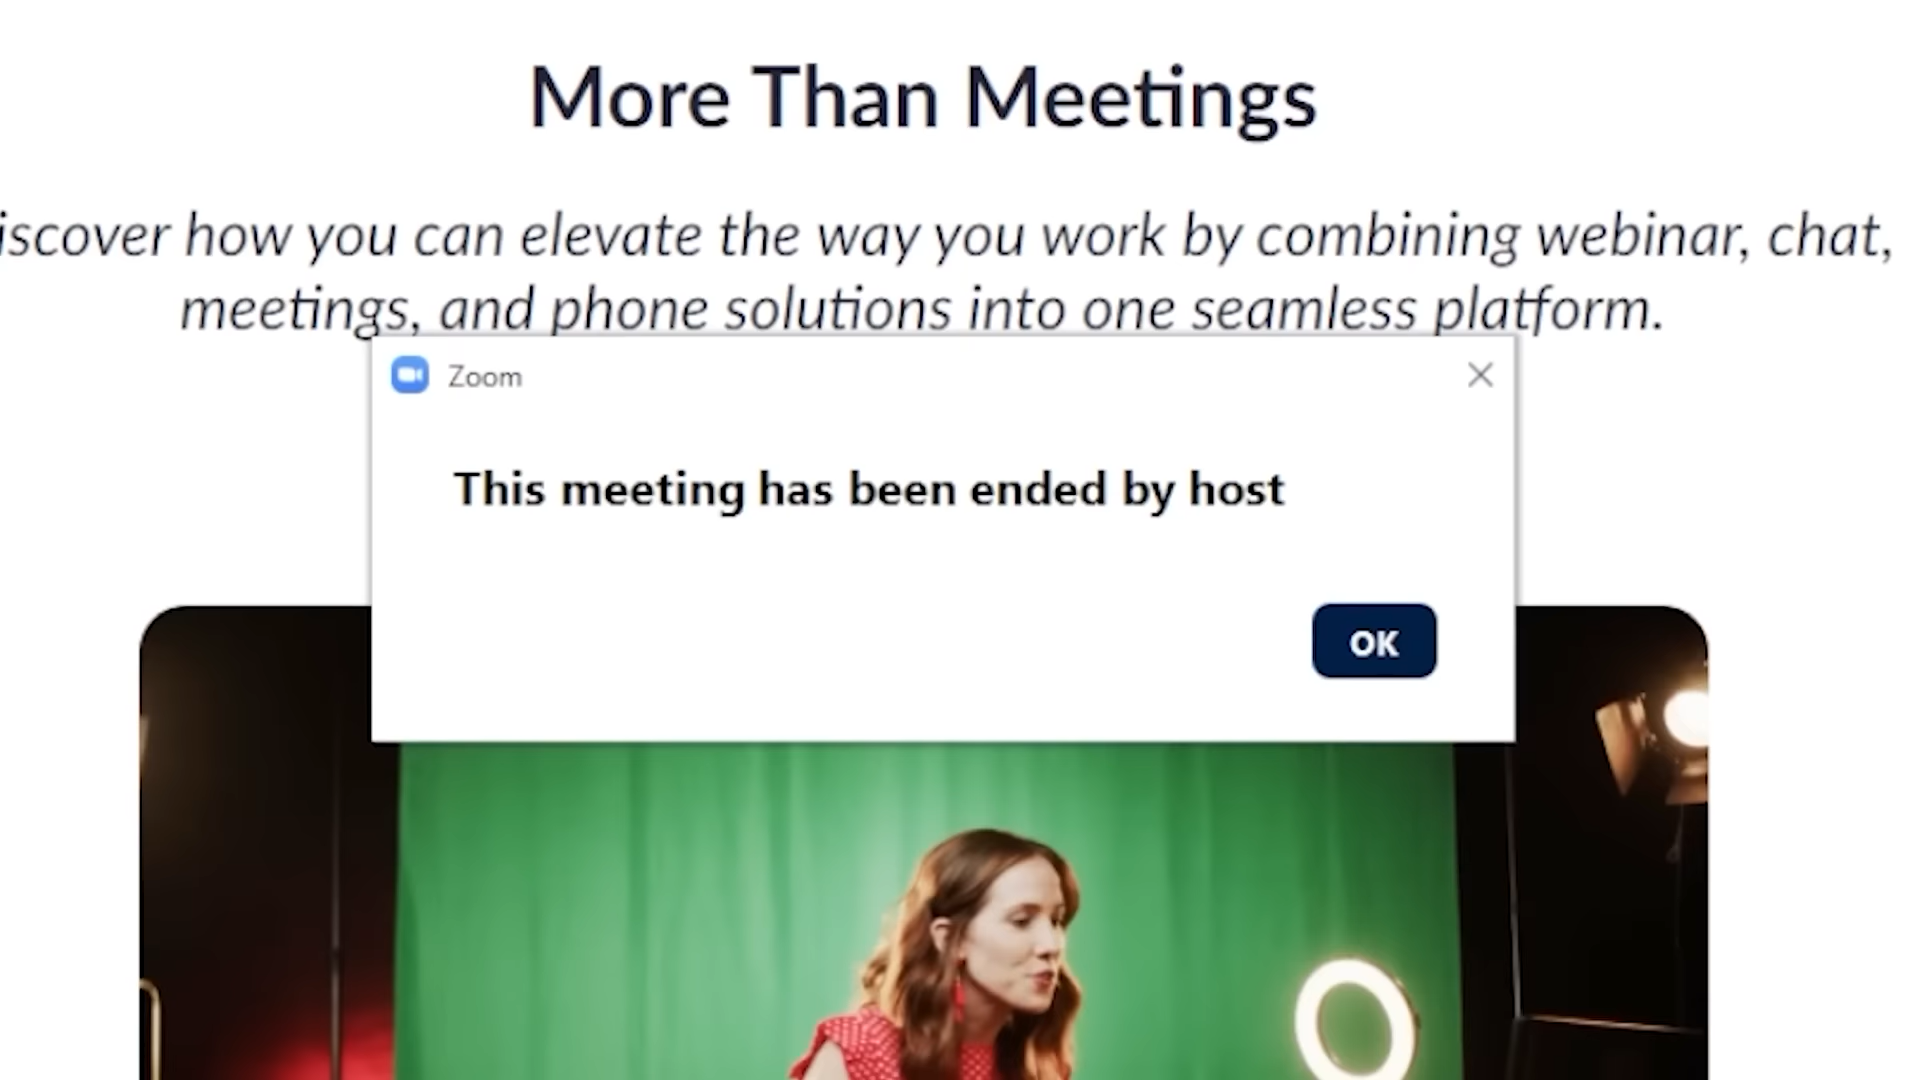 More Than Meetings
iscover how you can elevate the way you work by combining webinar, chat,
meetings, and phone solutions into one seamless platform.
Zoom
This meeting has been ended by host
OK